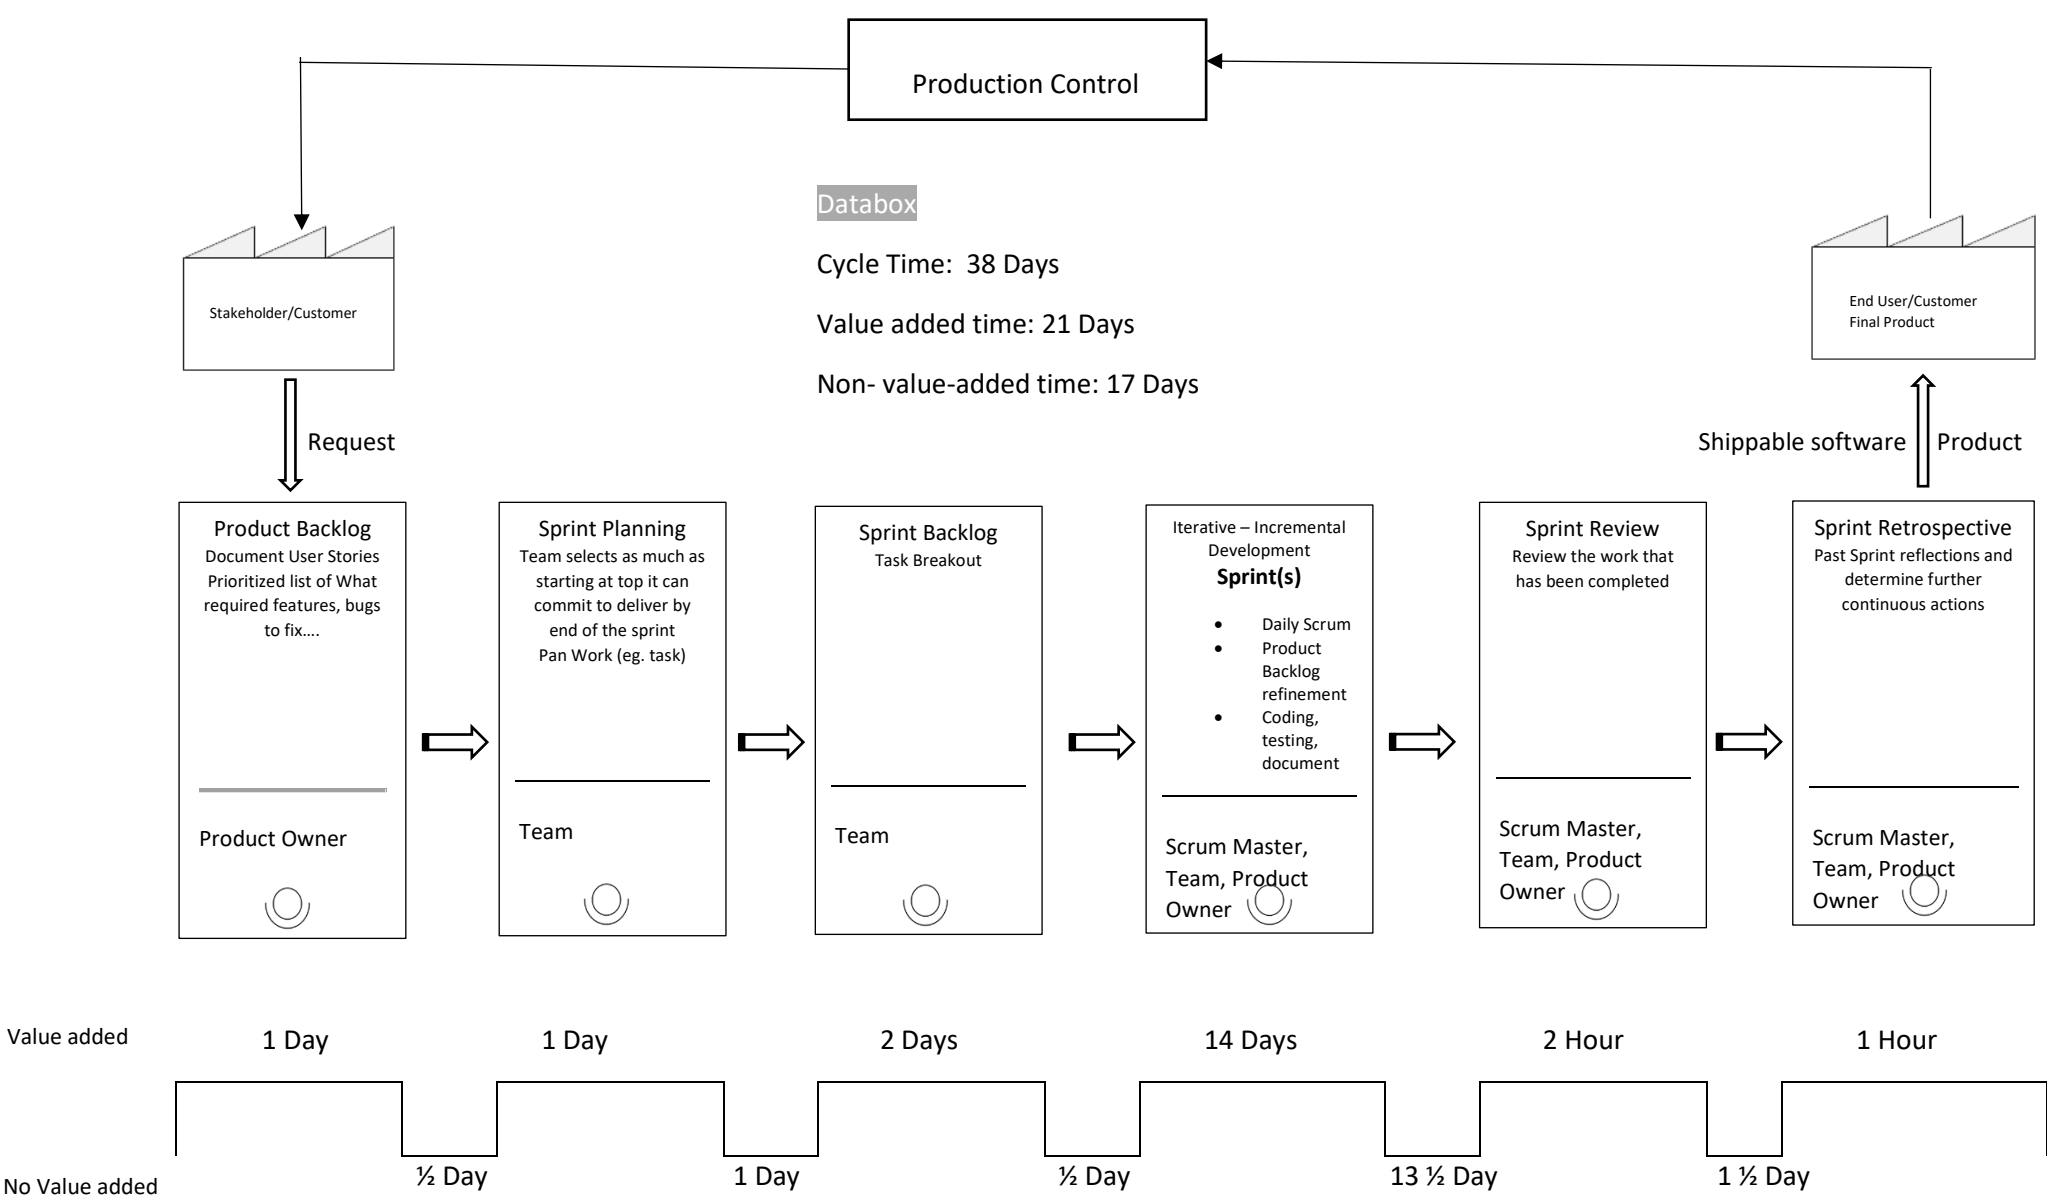 Production Control
Databox
Cycle Time:  38 Days
Value added time: 21 Days
Non- value-added time: 17 Days
Stakeholder/Customer
End User/Customer
Final Product
Request
Shippable software
Product
Product Backlog
Document User Stories
Prioritized list of What
required features, bugs
to fix….
Product Owner
Sprint Planning
Team selects as much as
starting at top it can
commit to deliver by
end of the sprint
Pan Work (eg. task)
Team
Sprint Backlog
Task Breakout
Team
Iterative – Incremental
Development
Sprint(s)
• Daily Scrum
• Product
Backlog
refinement
• Coding,
testing,
document
Scrum Master,
Team, Product
Owner
Sprint Review
Review the work that
has been completed
Scrum Master,
Team, Product
Owner
Sprint Retrospective
Past Sprint reflections and
determine further
continuous actions
Scrum Master,
Team, Product
Owner
Value added
1 Day
1 Day
2 Days
14 Days
2 Hour
1 Hour
No Value added
½ Day
1 Day
½ Day
13 ½ Day
1 ½ Day